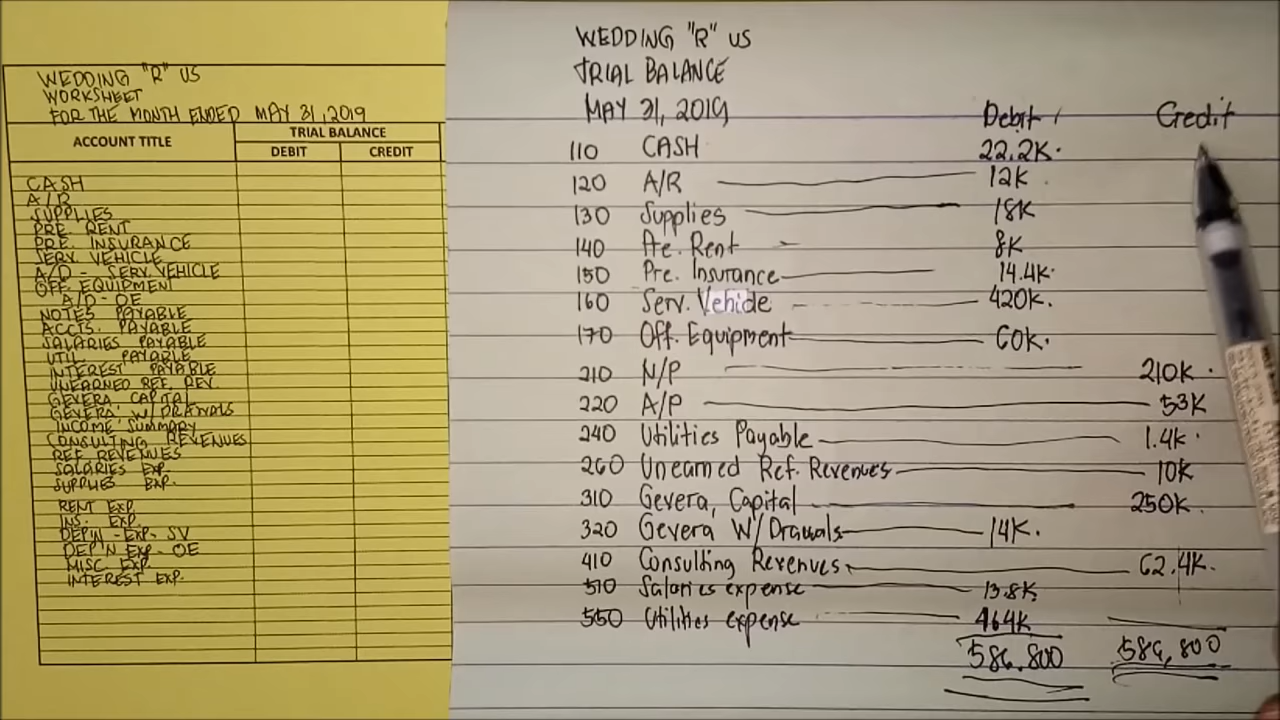 WEDDING "R" US
WORKSHEET
FOR THE MONTH ENDED MAY 31, 2019
ACCOUNT TITLE TRIAL BALANCE
DEBIT CREDIT
CASH
A/R
SUPPLIES
PRE. RENT
PRE. INSURANCE
SERV. VEHICLE
A/D - SERV. VEHICLE
OFF. EQUIPMENT
A/D - OE
NOTES PAYABLE
ACCTS. PAYABLE
SALARIES PAYABLE
UTIL. PAYABLE
INTEREST PAYABLE
UNEARNED REF. REV.
GEVERA CAPITAL
GEVERA W/DRAWALS
INCOME SUMMARY
CONSULTING REVENUES
REF. REVENUES
SALARIES EXP.
SUPPLIES EXP.
RENT EXP.
INS. EXP.
DEP'N - EXP - SV
DEP'N EXP - OE
MISC. EXP.
INTEREST EXP.
WEDDING "R" US
TRIAL BALANCE
MAY 31, 2019 Debit Credit
110 CASH 22.2K
120 A/R 12K
130 Supplies 18K
140 Pre. Rent 8K
150 Pre. Insurance 14.4K
160 Serv. Vehicle 420K
170 Off. Equipment 60K
210 N/P 210K
220 A/P 53K
240 Utilities Payable 1.4K
260 Unearned Ref. Revenues 10K
310 Gevera, Capital 250K
320 Gevera W/Drawals 14K
410 Consulting Revenues 62.4K
510 Salaries expense 13.8K
550 Utilities expense
586,800 586,800